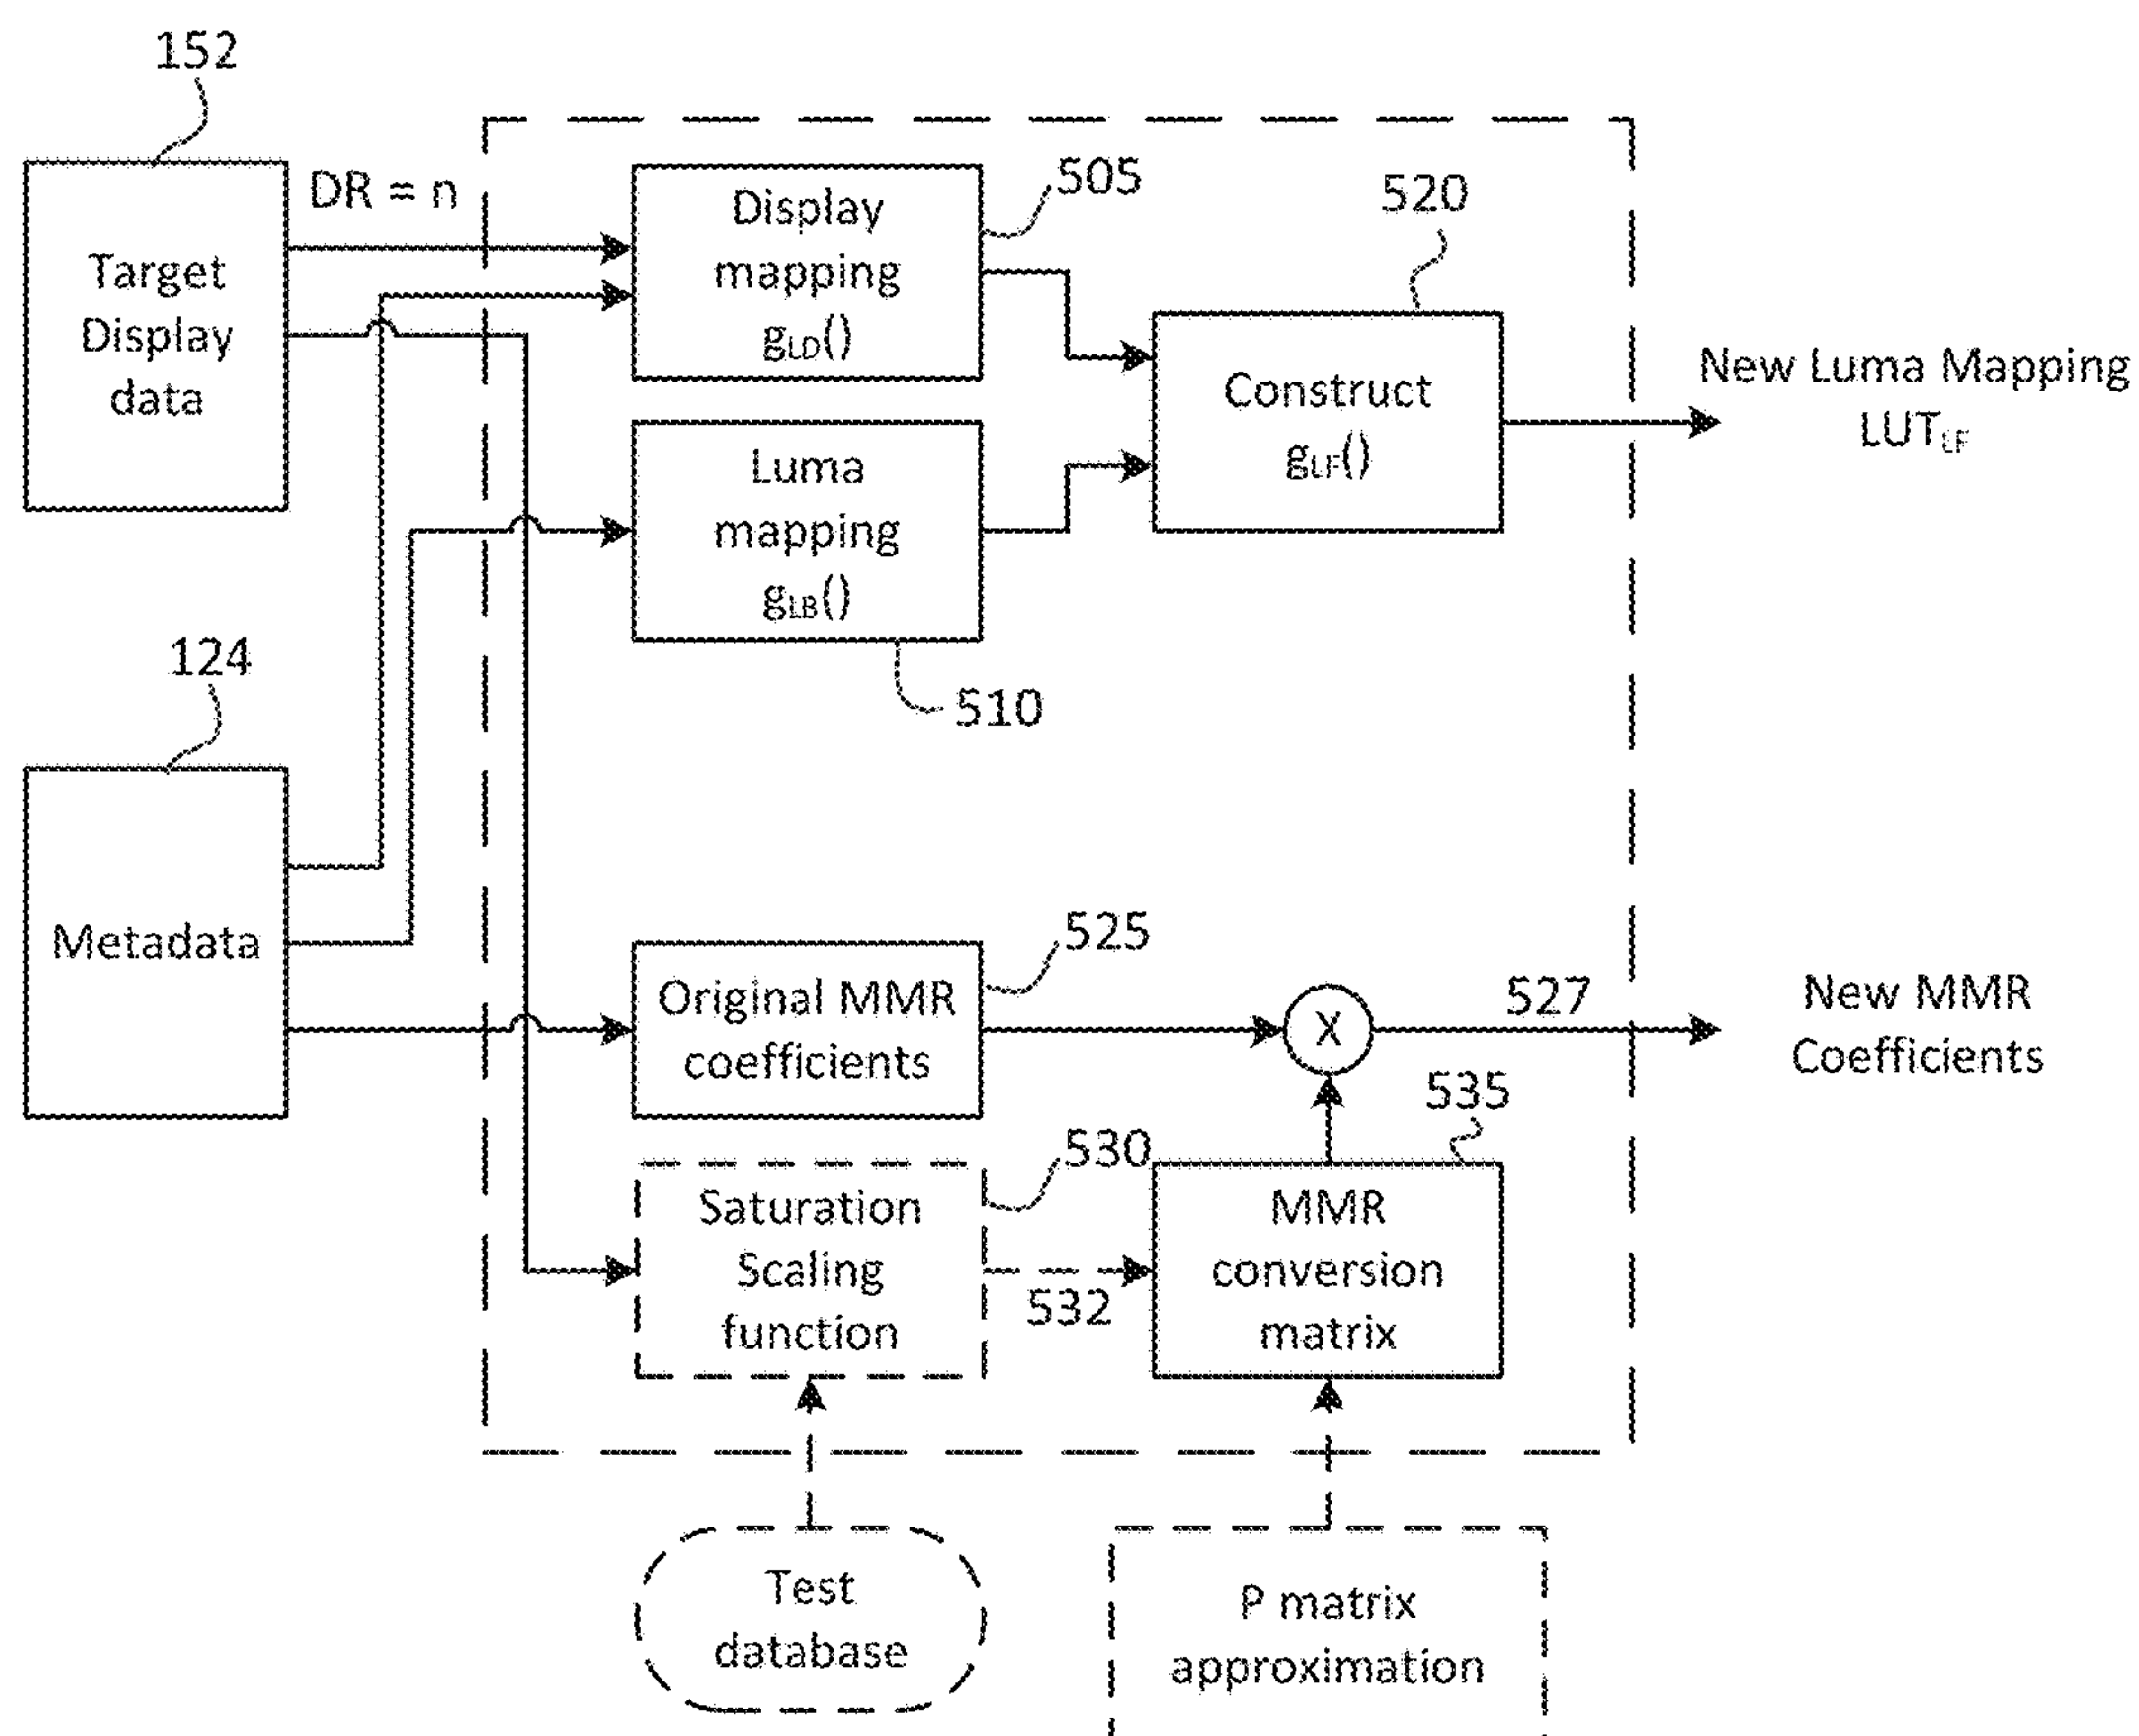 152
DR = n
Target
Display
data
Display
mapping
gLD()
505
520
Construct
gLF()
New Luma Mapping
LUTLF
Luma
mapping
gLB()
510
124
Metadata
Original MMR
coefficients
525
X
527
New MMR
Coefficients
535
530
Saturation
Scaling
function
532
MMR
conversion
matrix
Test
database
P matrix
approximation